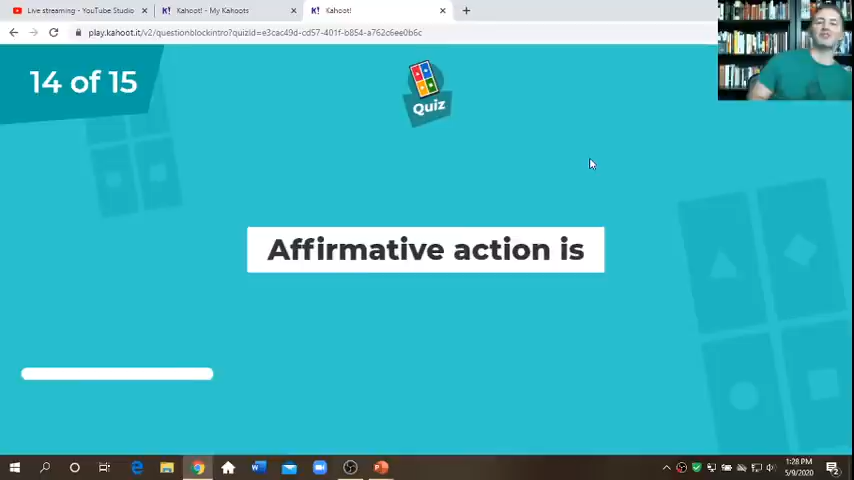 Live streaming - YouTube Studio
Kahoot! - My Kahoots
Kahoot!
play.kahoot.it/v2/questionblockintro?quizId=e3cac49d-cd57-401f-b854-a762c6ee0b6c
14 of 15
Quiz
Affirmative action is
1:28 PM
5/9/2020